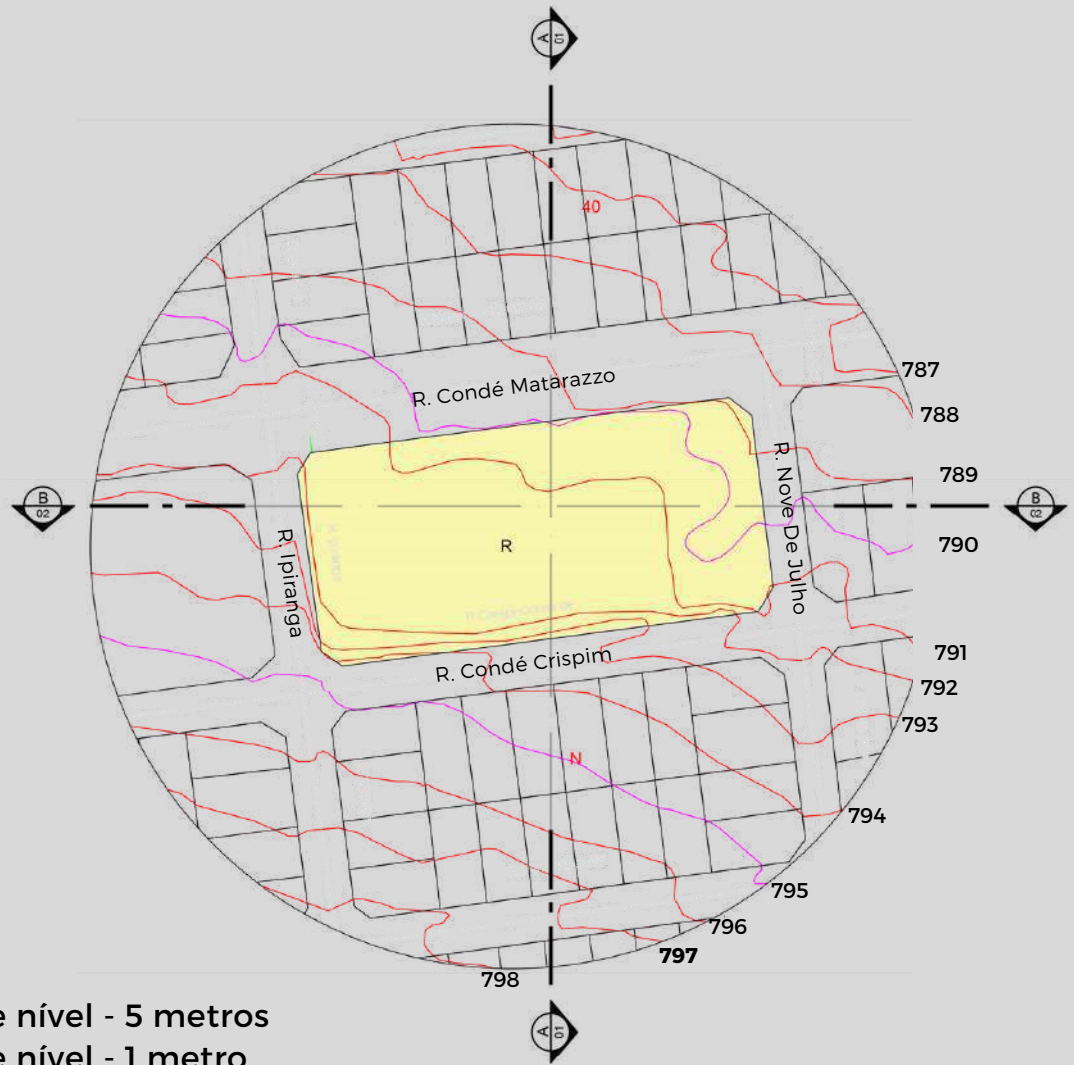 A
01
40
787
R. Condé Matarazzo
788
R. Nove De Julho
789
B
02
B
02
R. Ipiranga
R
790
791
R. Condé Crispim
792
793
N
794
795
796
797
798
e nível - 5 metros
e nível - 1 metro
A
01